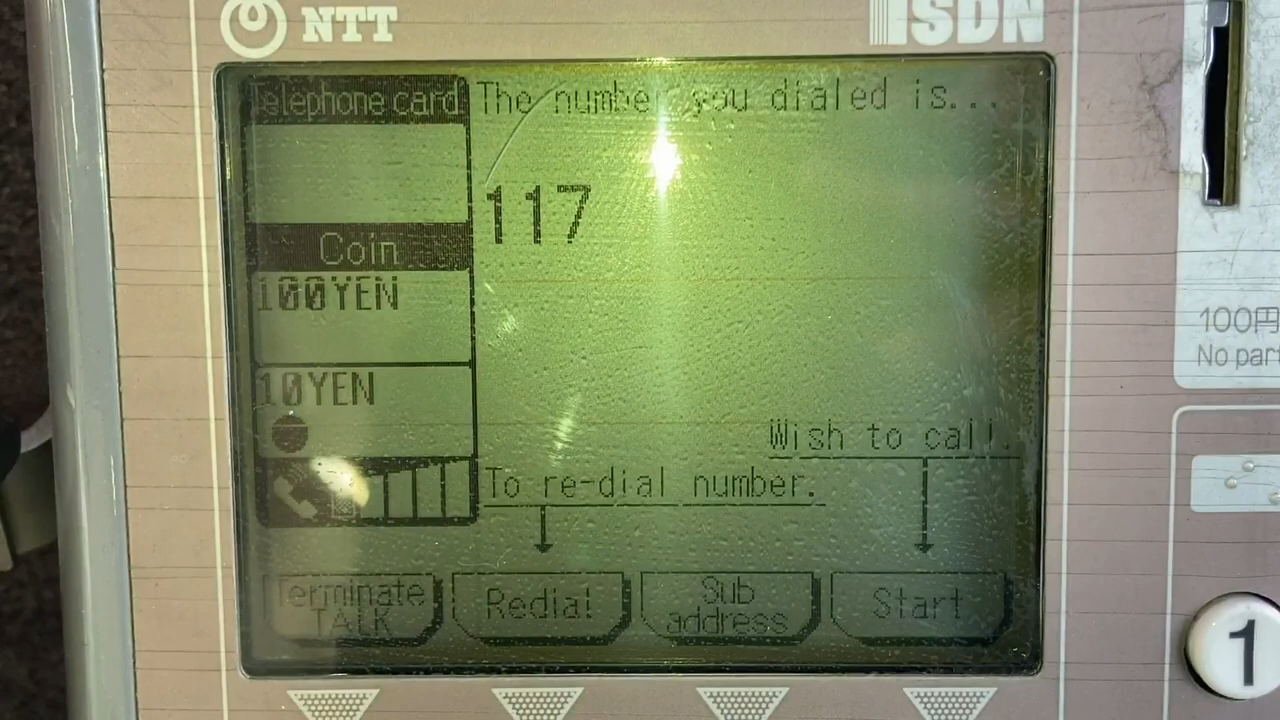 NTT
ISDN
Telephone card
The number you dialed is...
117
Coin
100YEN
10YEN
Wish to call.
To re-dial number.
Terminate
TALK
Redial
Sub
address
Start
100円
No
1